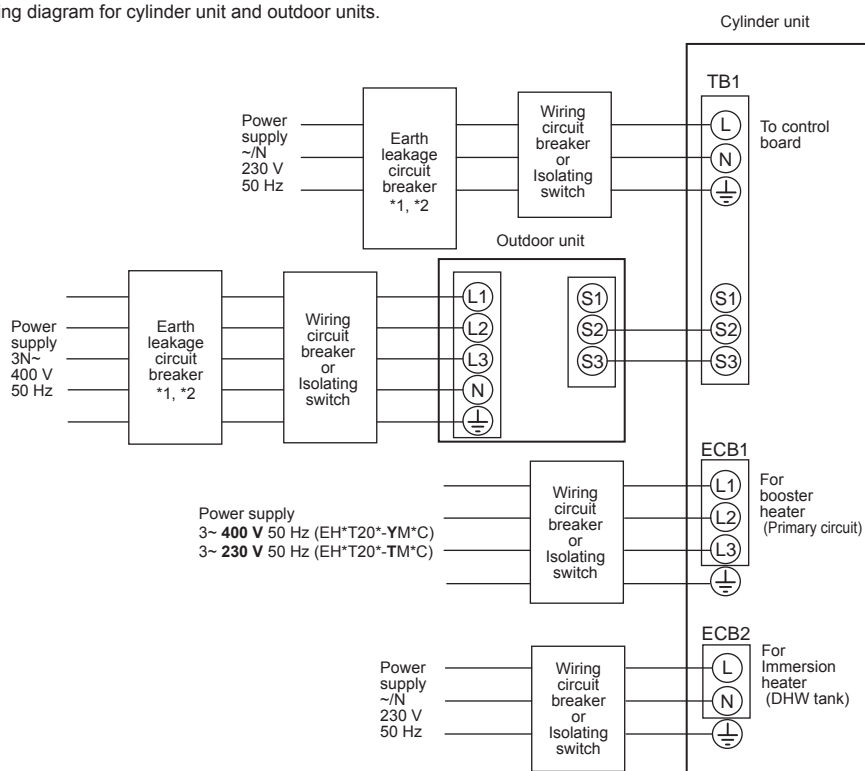 ing diagram for cylinder unit and outdoor units.
Cylinder unit
TB1
Power
supply
~/N
230 V
50 Hz
Earth
leakage
circuit
breaker
*1, *2
Wiring
circuit
breaker
or
Isolating
switch
L
N
To control
board
Outdoor unit
Power
supply
3N~
400 V
50 Hz
Earth
leakage
circuit
breaker
*1, *2
Wiring
circuit
breaker
or
Isolating
switch
L1
L2
L3
N
S1
S2
S3
S1
S2
S3
ECB1
Power supply
3~ 400 V 50 Hz (EH*T20*-YM*C)
3~ 230 V 50 Hz (EH*T20*-TM*C)
Wiring
circuit
breaker
or
Isolating
switch
L1
L2
L3
For
booster
heater
(Primary circuit)
ECB2
Power
supply
~/N
230 V
50 Hz
Wiring
circuit
breaker
or
Isolating
switch
L
N
For
Immersion
heater
(DHW tank)